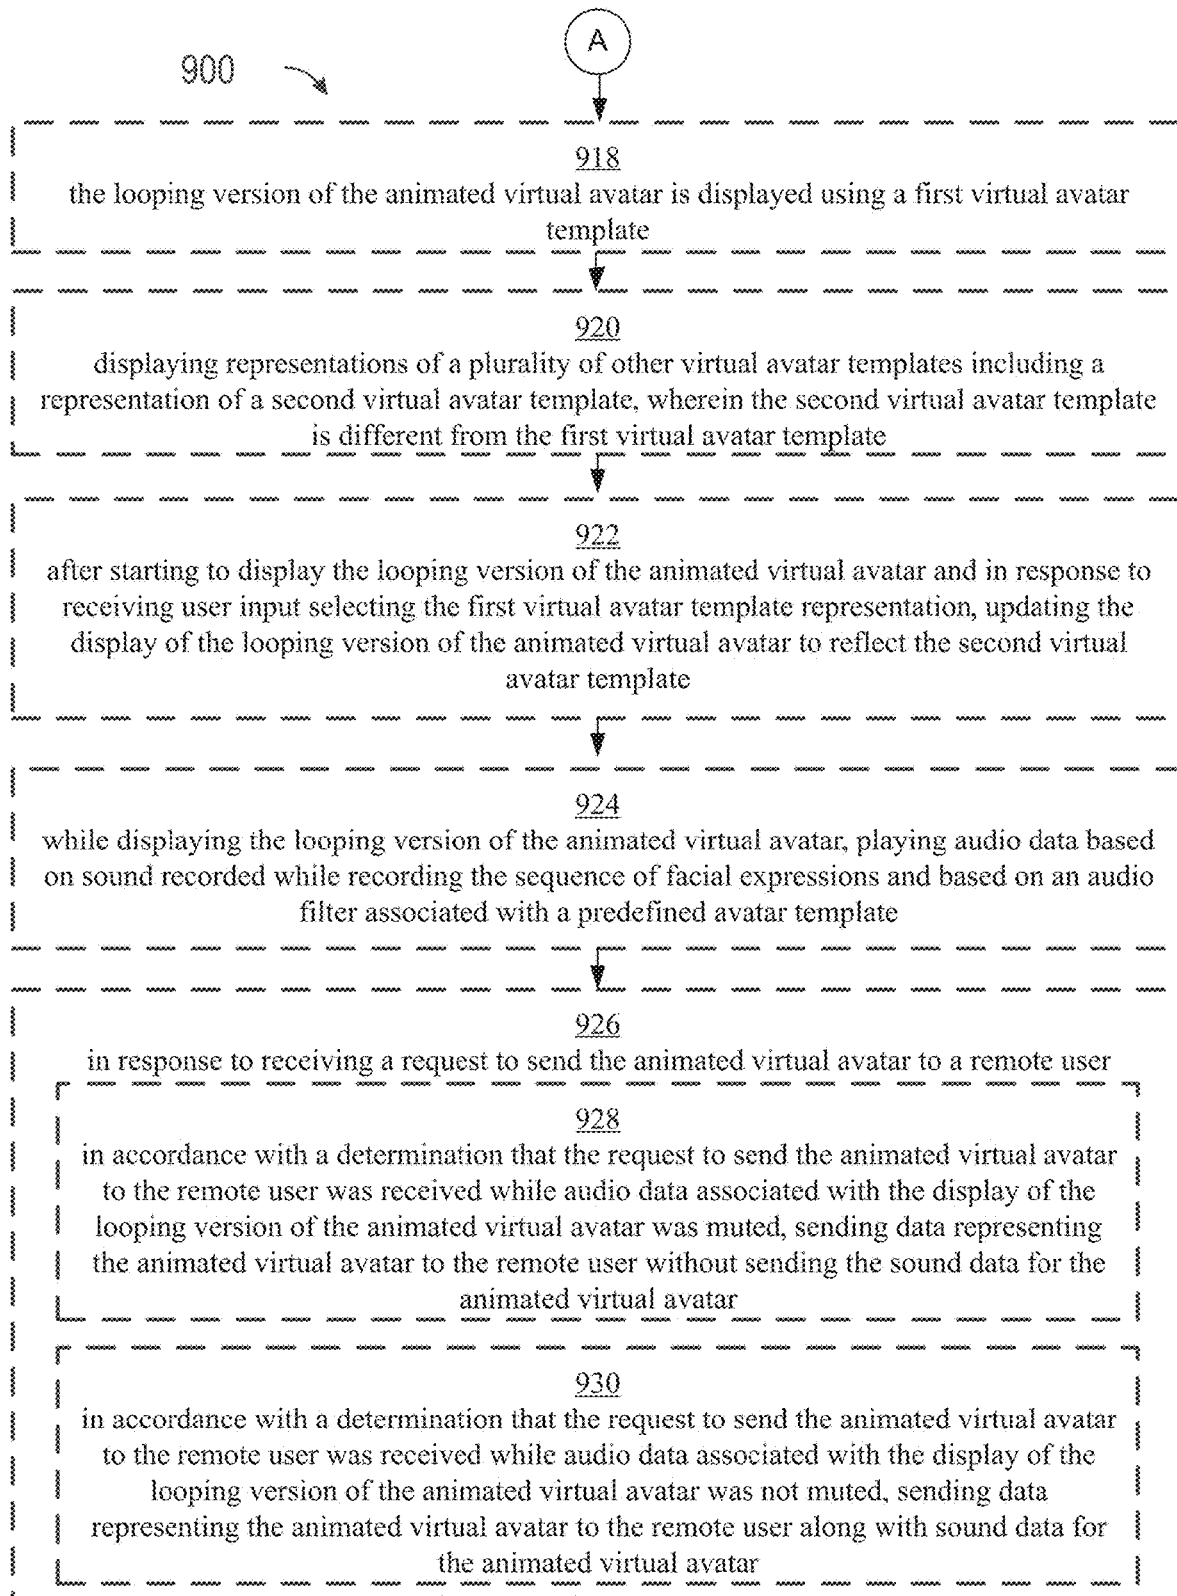 A
900
918
the looping version of the animated virtual avatar is displayed using a first virtual avatar
template
920
displaying representations of a plurality of other virtual avatar templates including a
representation of a second virtual avatar template, wherein the second virtual avatar template
is different from the first virtual avatar template
922
after starting to display the looping version of the animated virtual avatar and in response to
receiving user input selecting the first virtual avatar template representation, updating the
display of the looping version of the animated virtual avatar to reflect the second virtual
avatar template
924
while displaying the looping version of the animated virtual avatar, playing audio data based
on sound recorded while recording the sequence of facial expressions and based on an audio
filter associated with a predefined avatar template
926
in response to receiving a request to send the animated virtual avatar to a remote user
928
in accordance with a determination that the request to send the animated virtual avatar
to the remote user was received while audio data associated with the display of the
looping version of the animated virtual avatar was muted, sending data representing
the animated virtual avatar to the remote user without sending the sound data for the
animated virtual avatar
930
in accordance with a determination that the request to send the animated virtual avatar
to the remote user was received while audio data associated with the display of the
looping version of the animated virtual avatar was not muted, sending data
representing the animated virtual avatar to the remote user along with sound data for
the animated virtual avatar